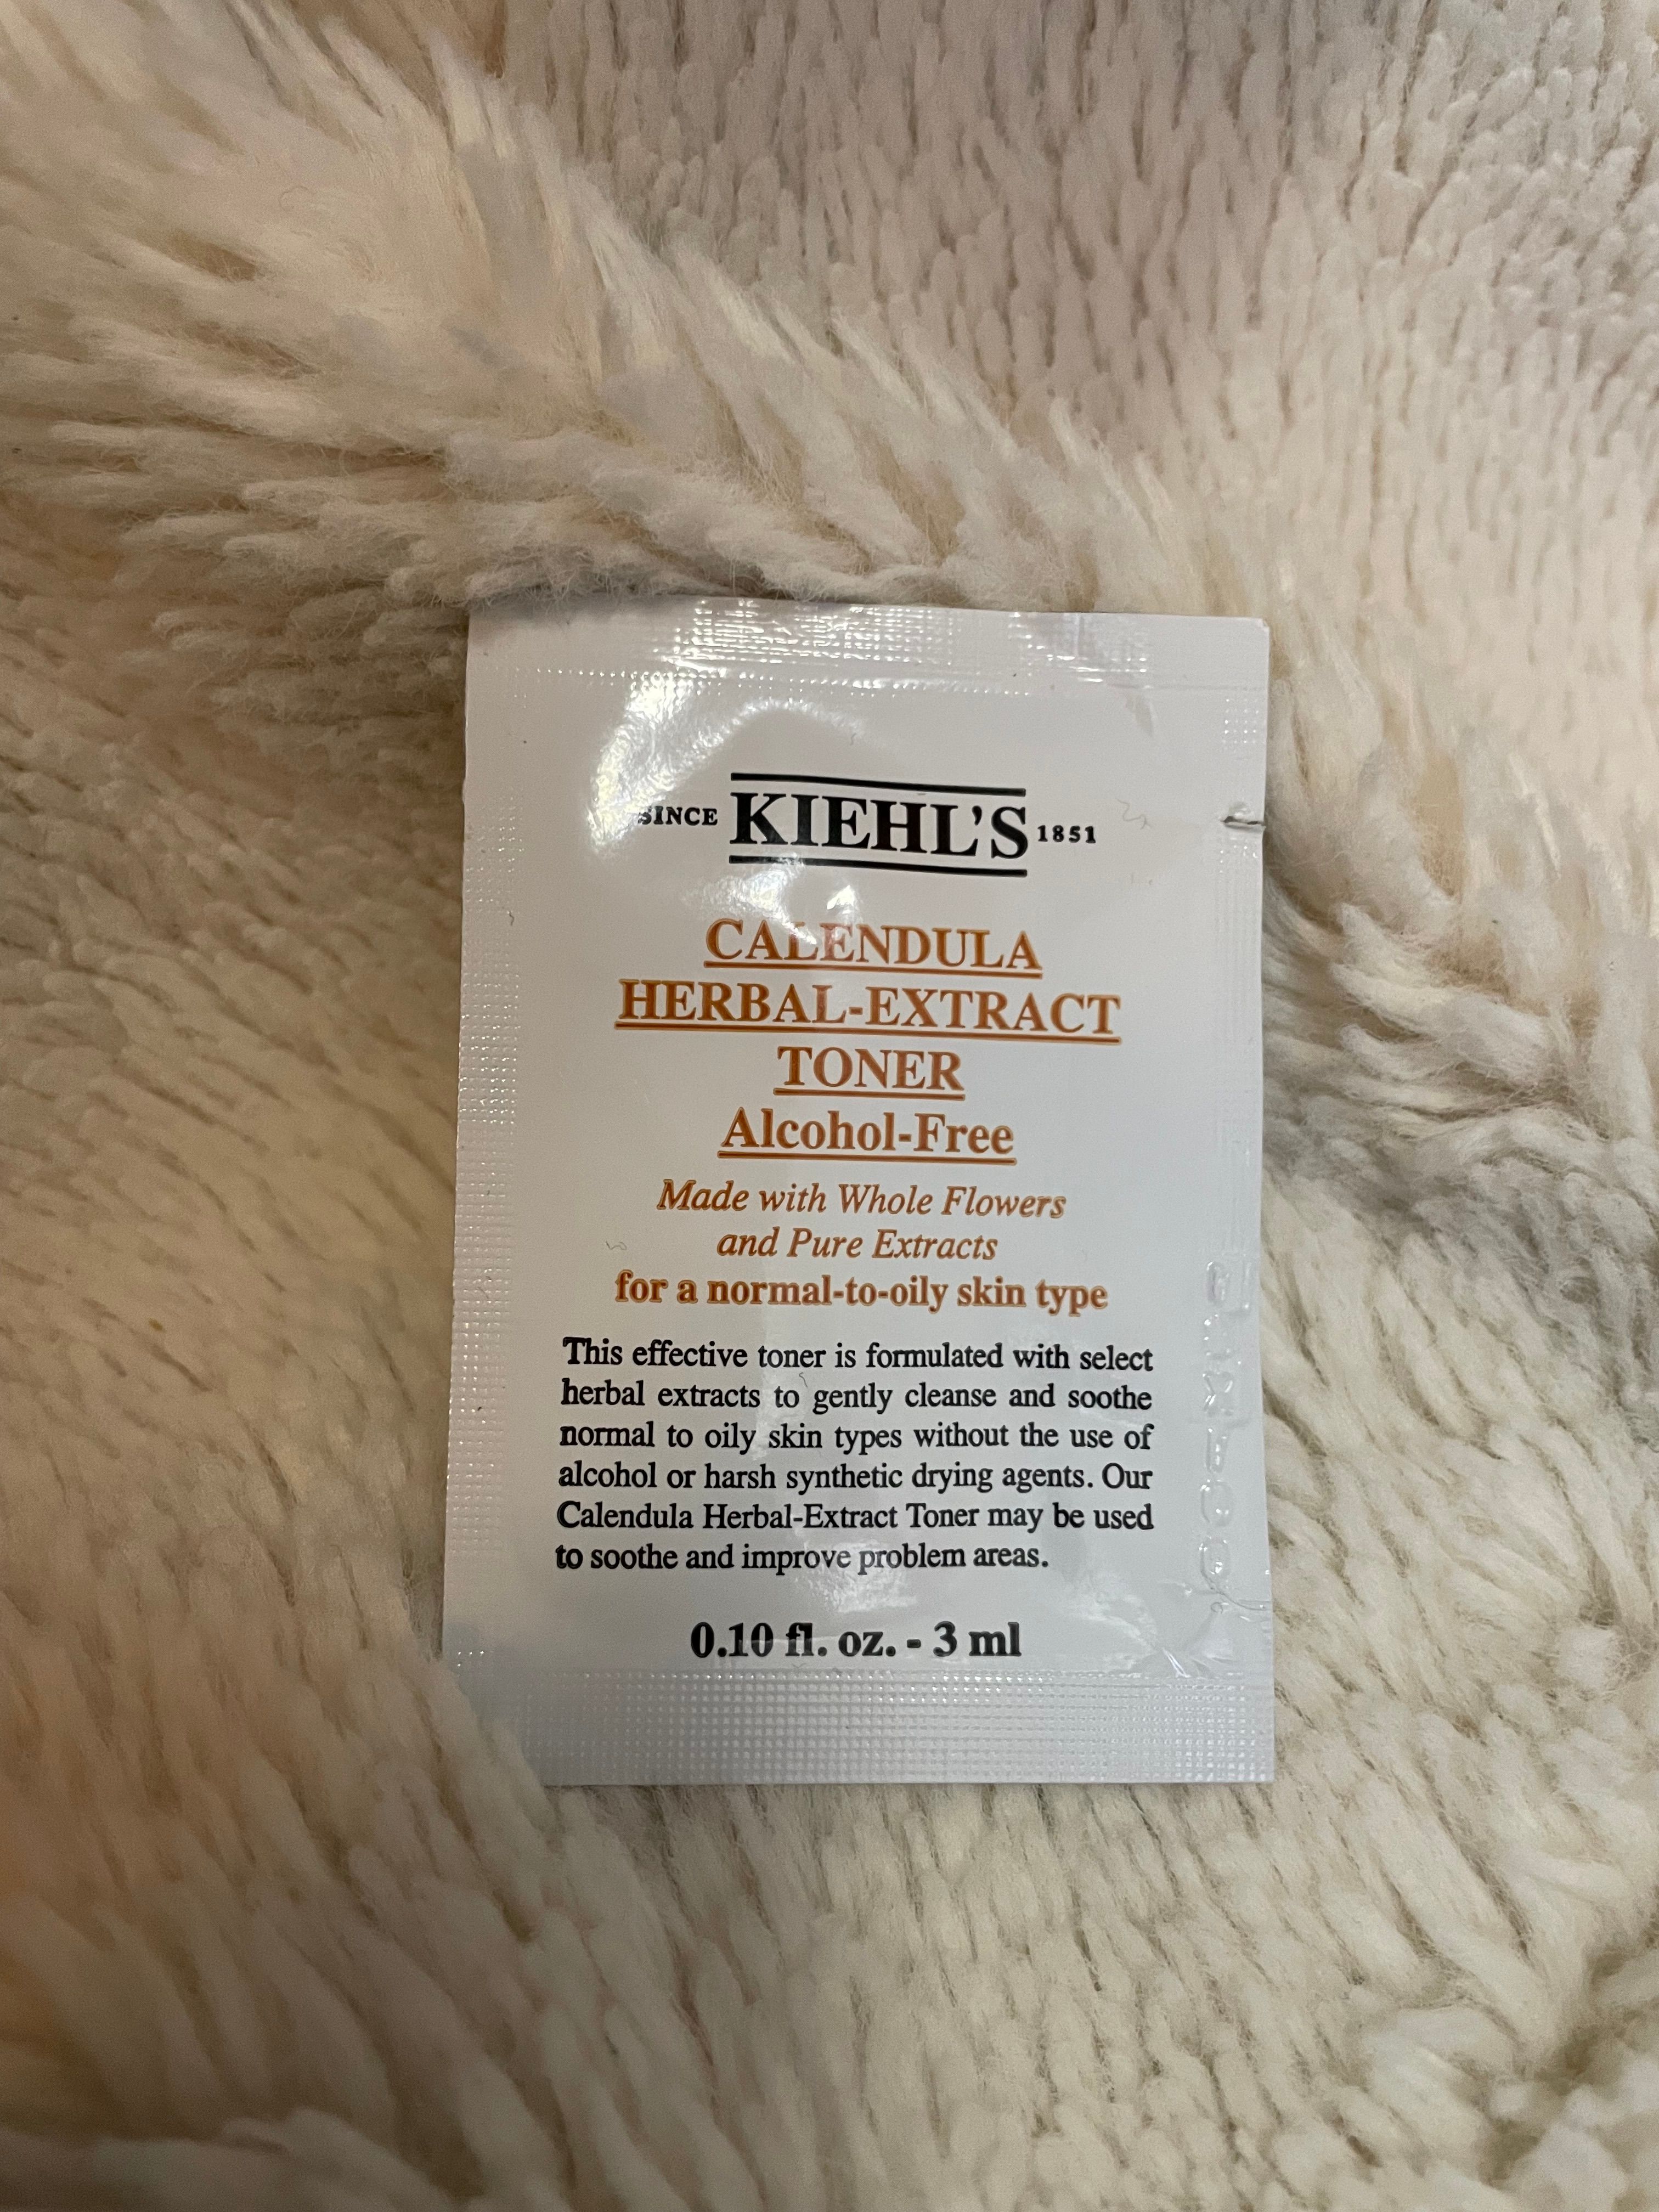 SINCE KIEHL'S 1851
CALENDULA
HERBAL-EXTRACT
TONER
Alcohol-Free
Made with Whole Flowers
and Pure Extracts
for a normal-to-oily skin type
This effective toner is formulated with select
herbal extracts to gently cleanse and soothe
normal to oily skin types without the use of
alcohol or harsh synthetic drying agents. Our
Calendula Herbal-Extract Toner may be used
to soothe and improve problem areas.
0.10 fl. oz. - 3 ml